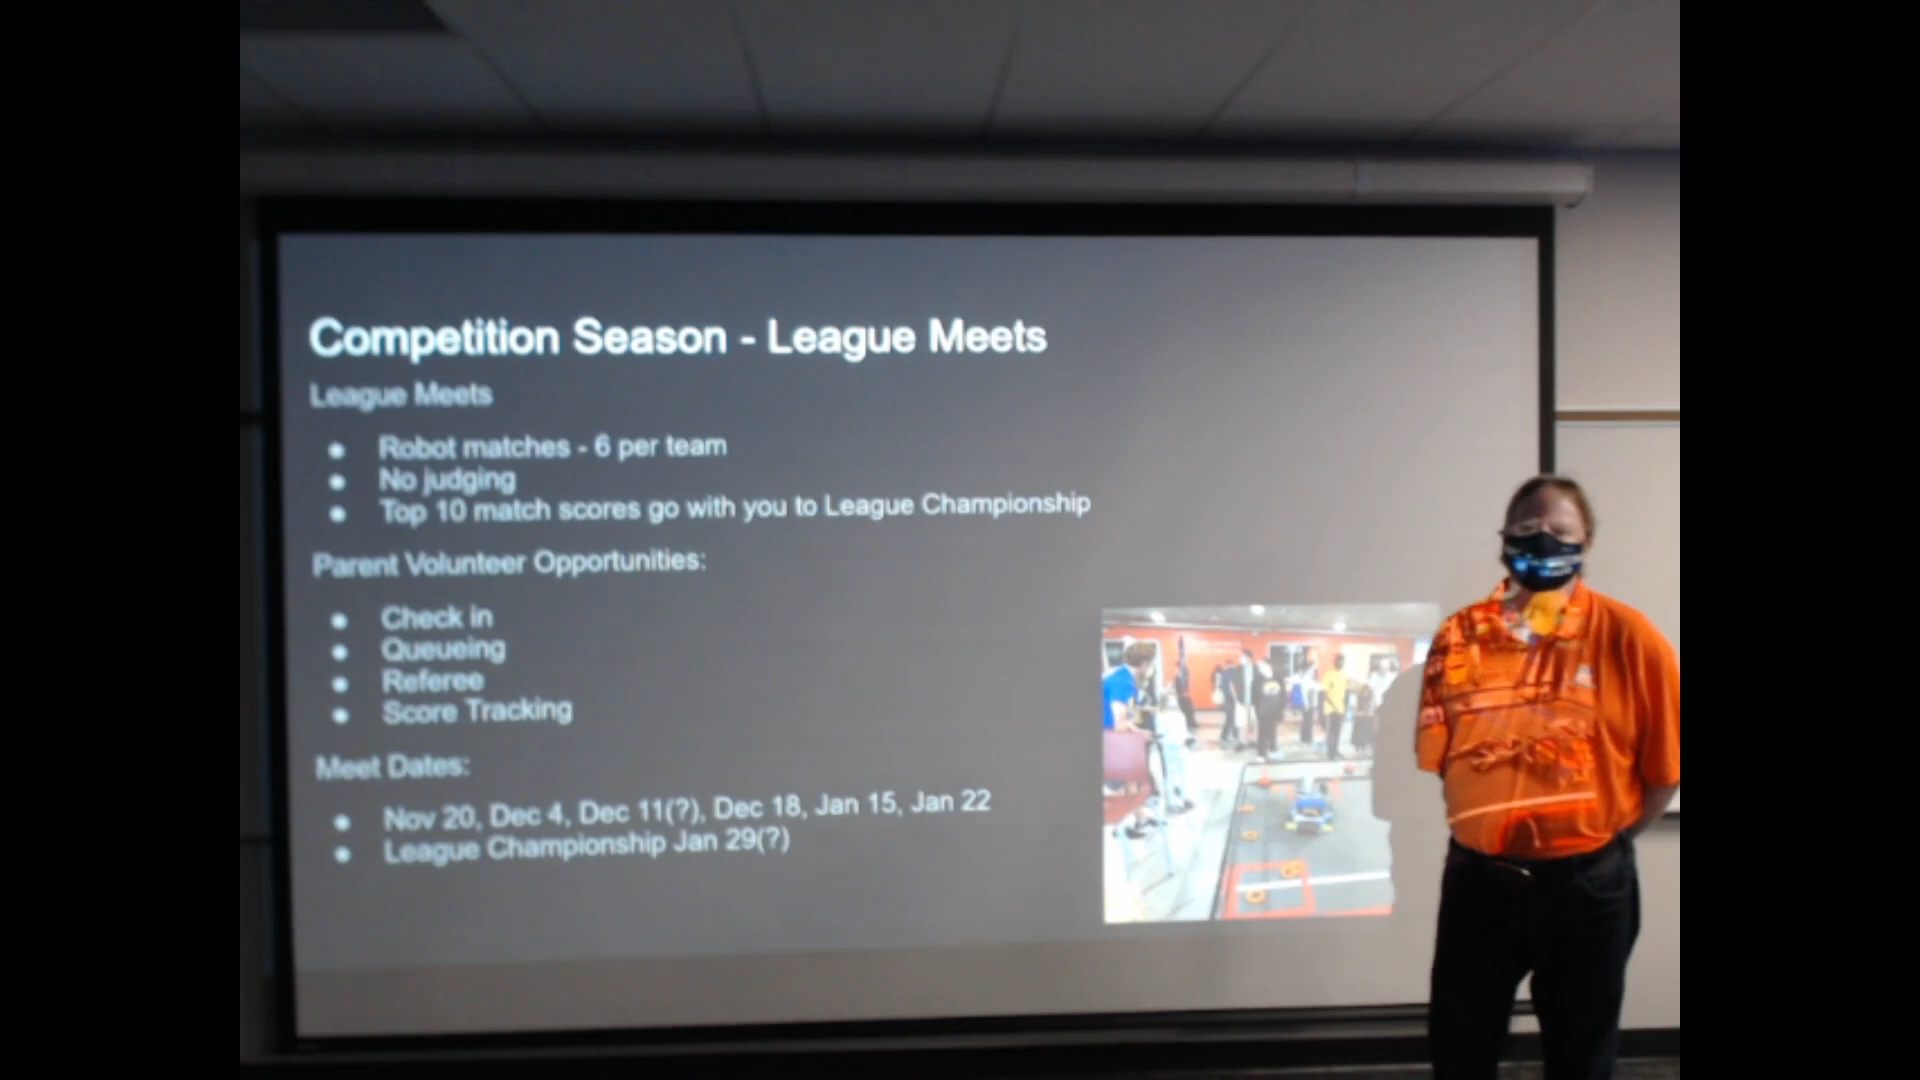 Competition Season - League Meets
League Meets
● Robot matches - 6 per team
● No judging
● Top 10 match scores go with you to League Championship
Parent Volunteer Opportunities:
● Check in
● Queueing
● Referee
● Score Tracking
Meet Dates:
● Nov 20, Dec 4, Dec 11(?), Dec 18, Jan 15, Jan 22
● League Championship Jan 29(?)